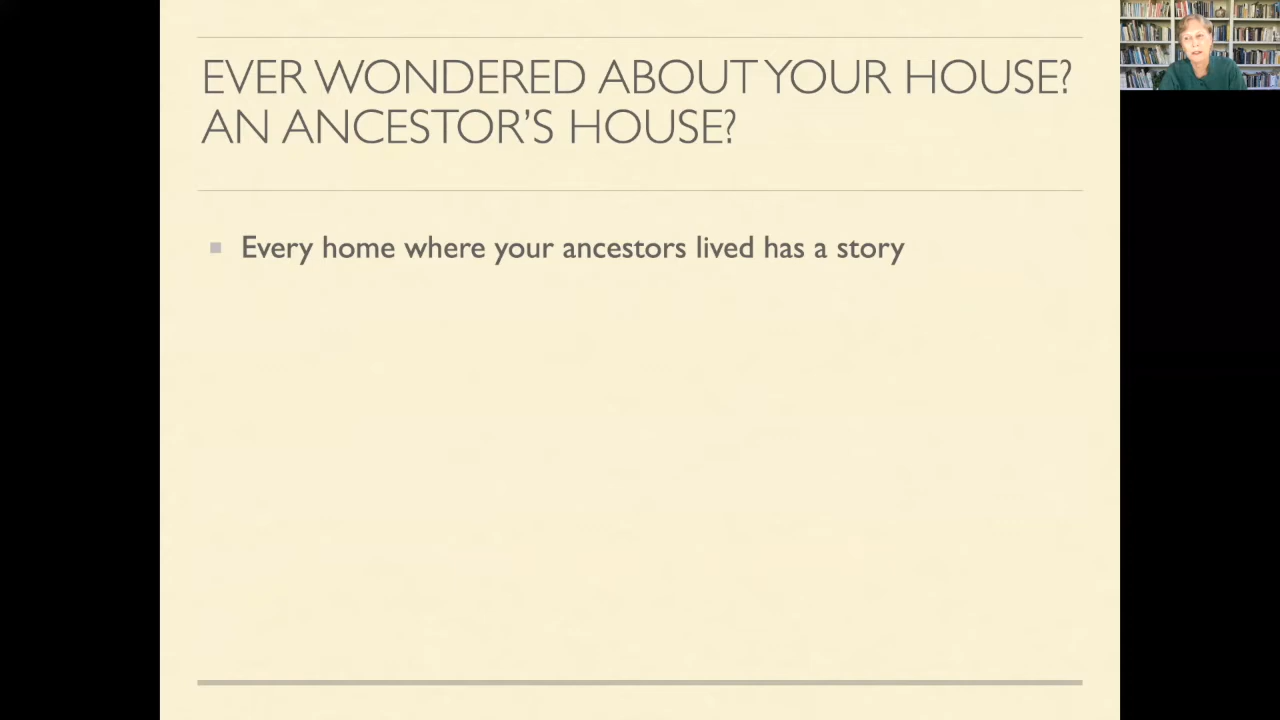 EVER WONDERED ABOUT YOUR HOUSE?
AN ANCESTOR’S HOUSE?
Every home where your ancestors lived has a story